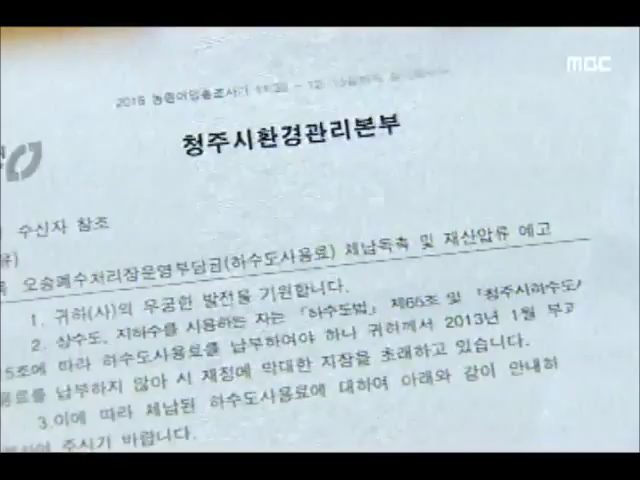 MBC
2015 농림어업총조사
청주시환경관리본부
수신자 참조
오송폐수처리장운영부담금(하수도사용료) 체납독촉 및 재산압류 예고
1. 귀하(사)의 무궁한 발전을 기원합니다.
2. 상수도, 지하수를 사용하는 자는 「하수도법」 제65조 및 「청주시하수도
5조에 따라 하수도사용료를 납부하여야 하나 귀하께서 2013년 1월 부과
용료를 납부하지 않아 시 재정에 막대한 지장을 초래하고 있습니다.
3.이에 따라 체납된 하수도사용료에 대하여 아래와 같이 안내하
주시기 바랍니다.